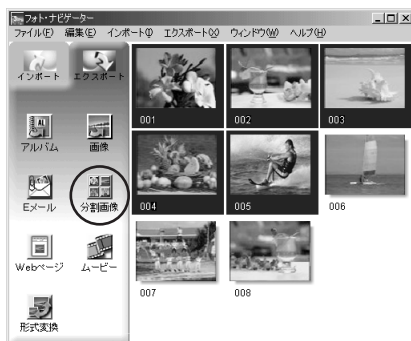 フォト・ナビゲーター
ファイル(F) 編集(E) インポート(I) エクスポート(X) ウィンドウ(W) ヘルプ(H)
インポート エクスポート
アルバム 画像
Eメール 分割画像
Webページ ムービー
形式変換
001 002 003
004 005 006
007 008